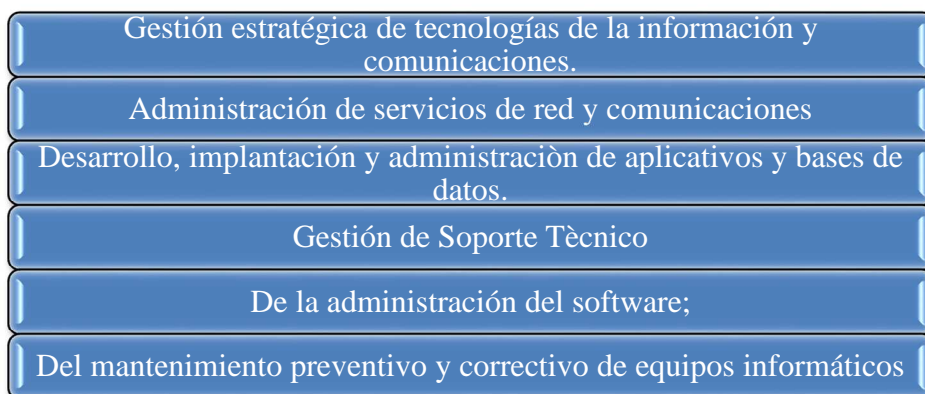 Gestión estratégica de tecnologías de la información y
comunicaciones.
Administración de servicios de red y comunicaciones
Desarrollo, implantación y administraciòn de aplicativos y bases de
datos.
Gestión de Soporte Tècnico
De la administración del software;
Del mantenimiento preventivo y correctivo de equipos informáticos